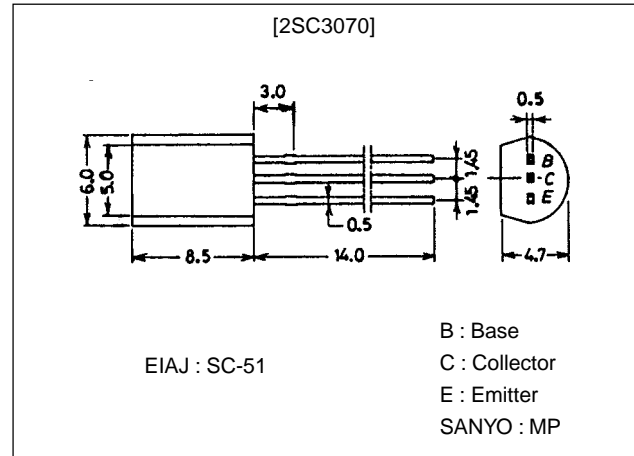 [2SC3070]
3.0
0.5
6.0
5.0
1.45
1.45
B
C
E
0.5
8.5
14.0
4.7
EIAJ : SC-51
B : Base
C : Collector
E : Emitter
SANYO : MP